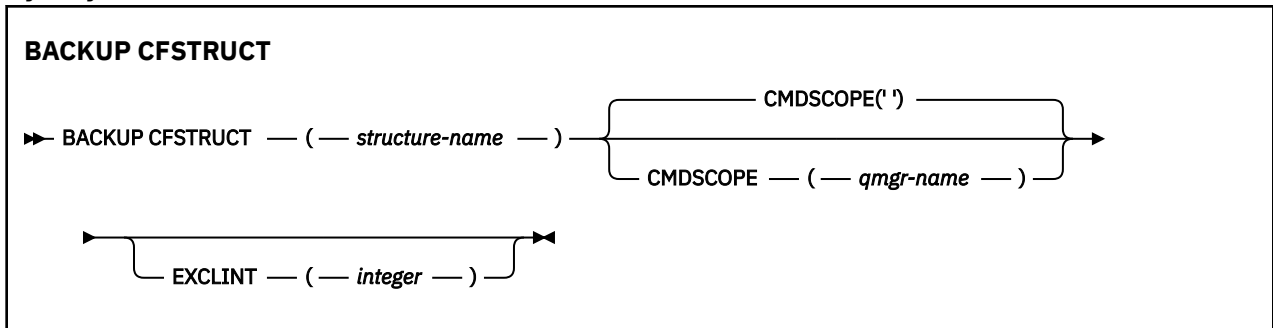 BACKUP CFSTRUCT
CMDSCOPE(' ')
BACKUP CFSTRUCT ( structure-name )
CMDSCOPE ( qmgr-name )
EXCLINT ( integer )